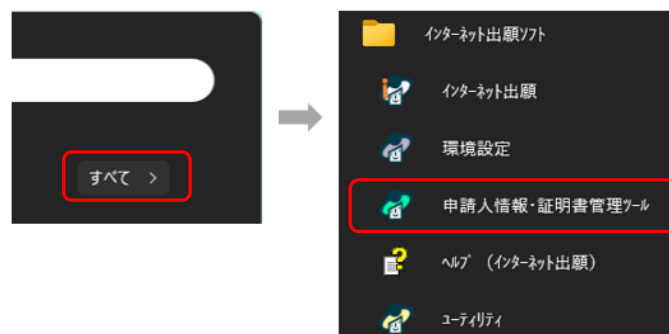 すべて >
インターネット出願ソフト
インターネット出願
環境設定
申請人情報・証明書管理ツール
ヘルプ (インターネット出願)
ユーティリティ